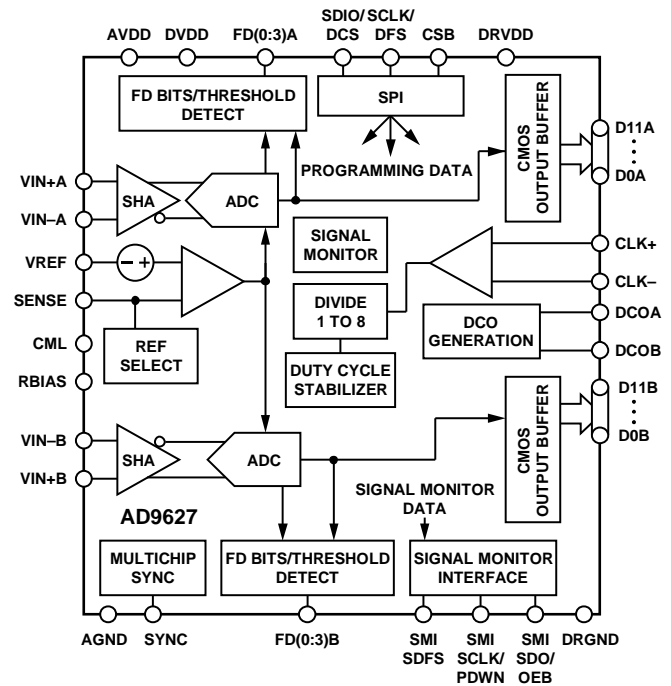 SDIO/ SCLK/
AVDD DVDD FD(0:3)A DCS DFS CSB DRVDD
FD BITS/THRESHOLD
DETECT
SPI
PROGRAMMING DATA
CMOS
OUTPUT BUFFER
D11A
D0A
VIN+A
VIN–A
SHA
ADC
VREF
SENSE
– +
REF
SELECT
CML
RBIAS
SIGNAL
MONITOR
DIVIDE
1 TO 8
DUTY CYCLE
STABILIZER
CLK+
CLK–
DCO
GENERATION
DCOA
DCOB
VIN–B
VIN+B
SHA
ADC
CMOS
OUTPUT BUFFER
D11B
D0B
SIGNAL MONITOR
DATA
AD9627
MULTICHIP
SYNC
FD BITS/THRESHOLD
DETECT
SIGNAL MONITOR
INTERFACE
AGND SYNC FD(0:3)B
SMI
SDFS
SMI
SCLK/
PDWN
SMI
SDO/
OEB
DRGND